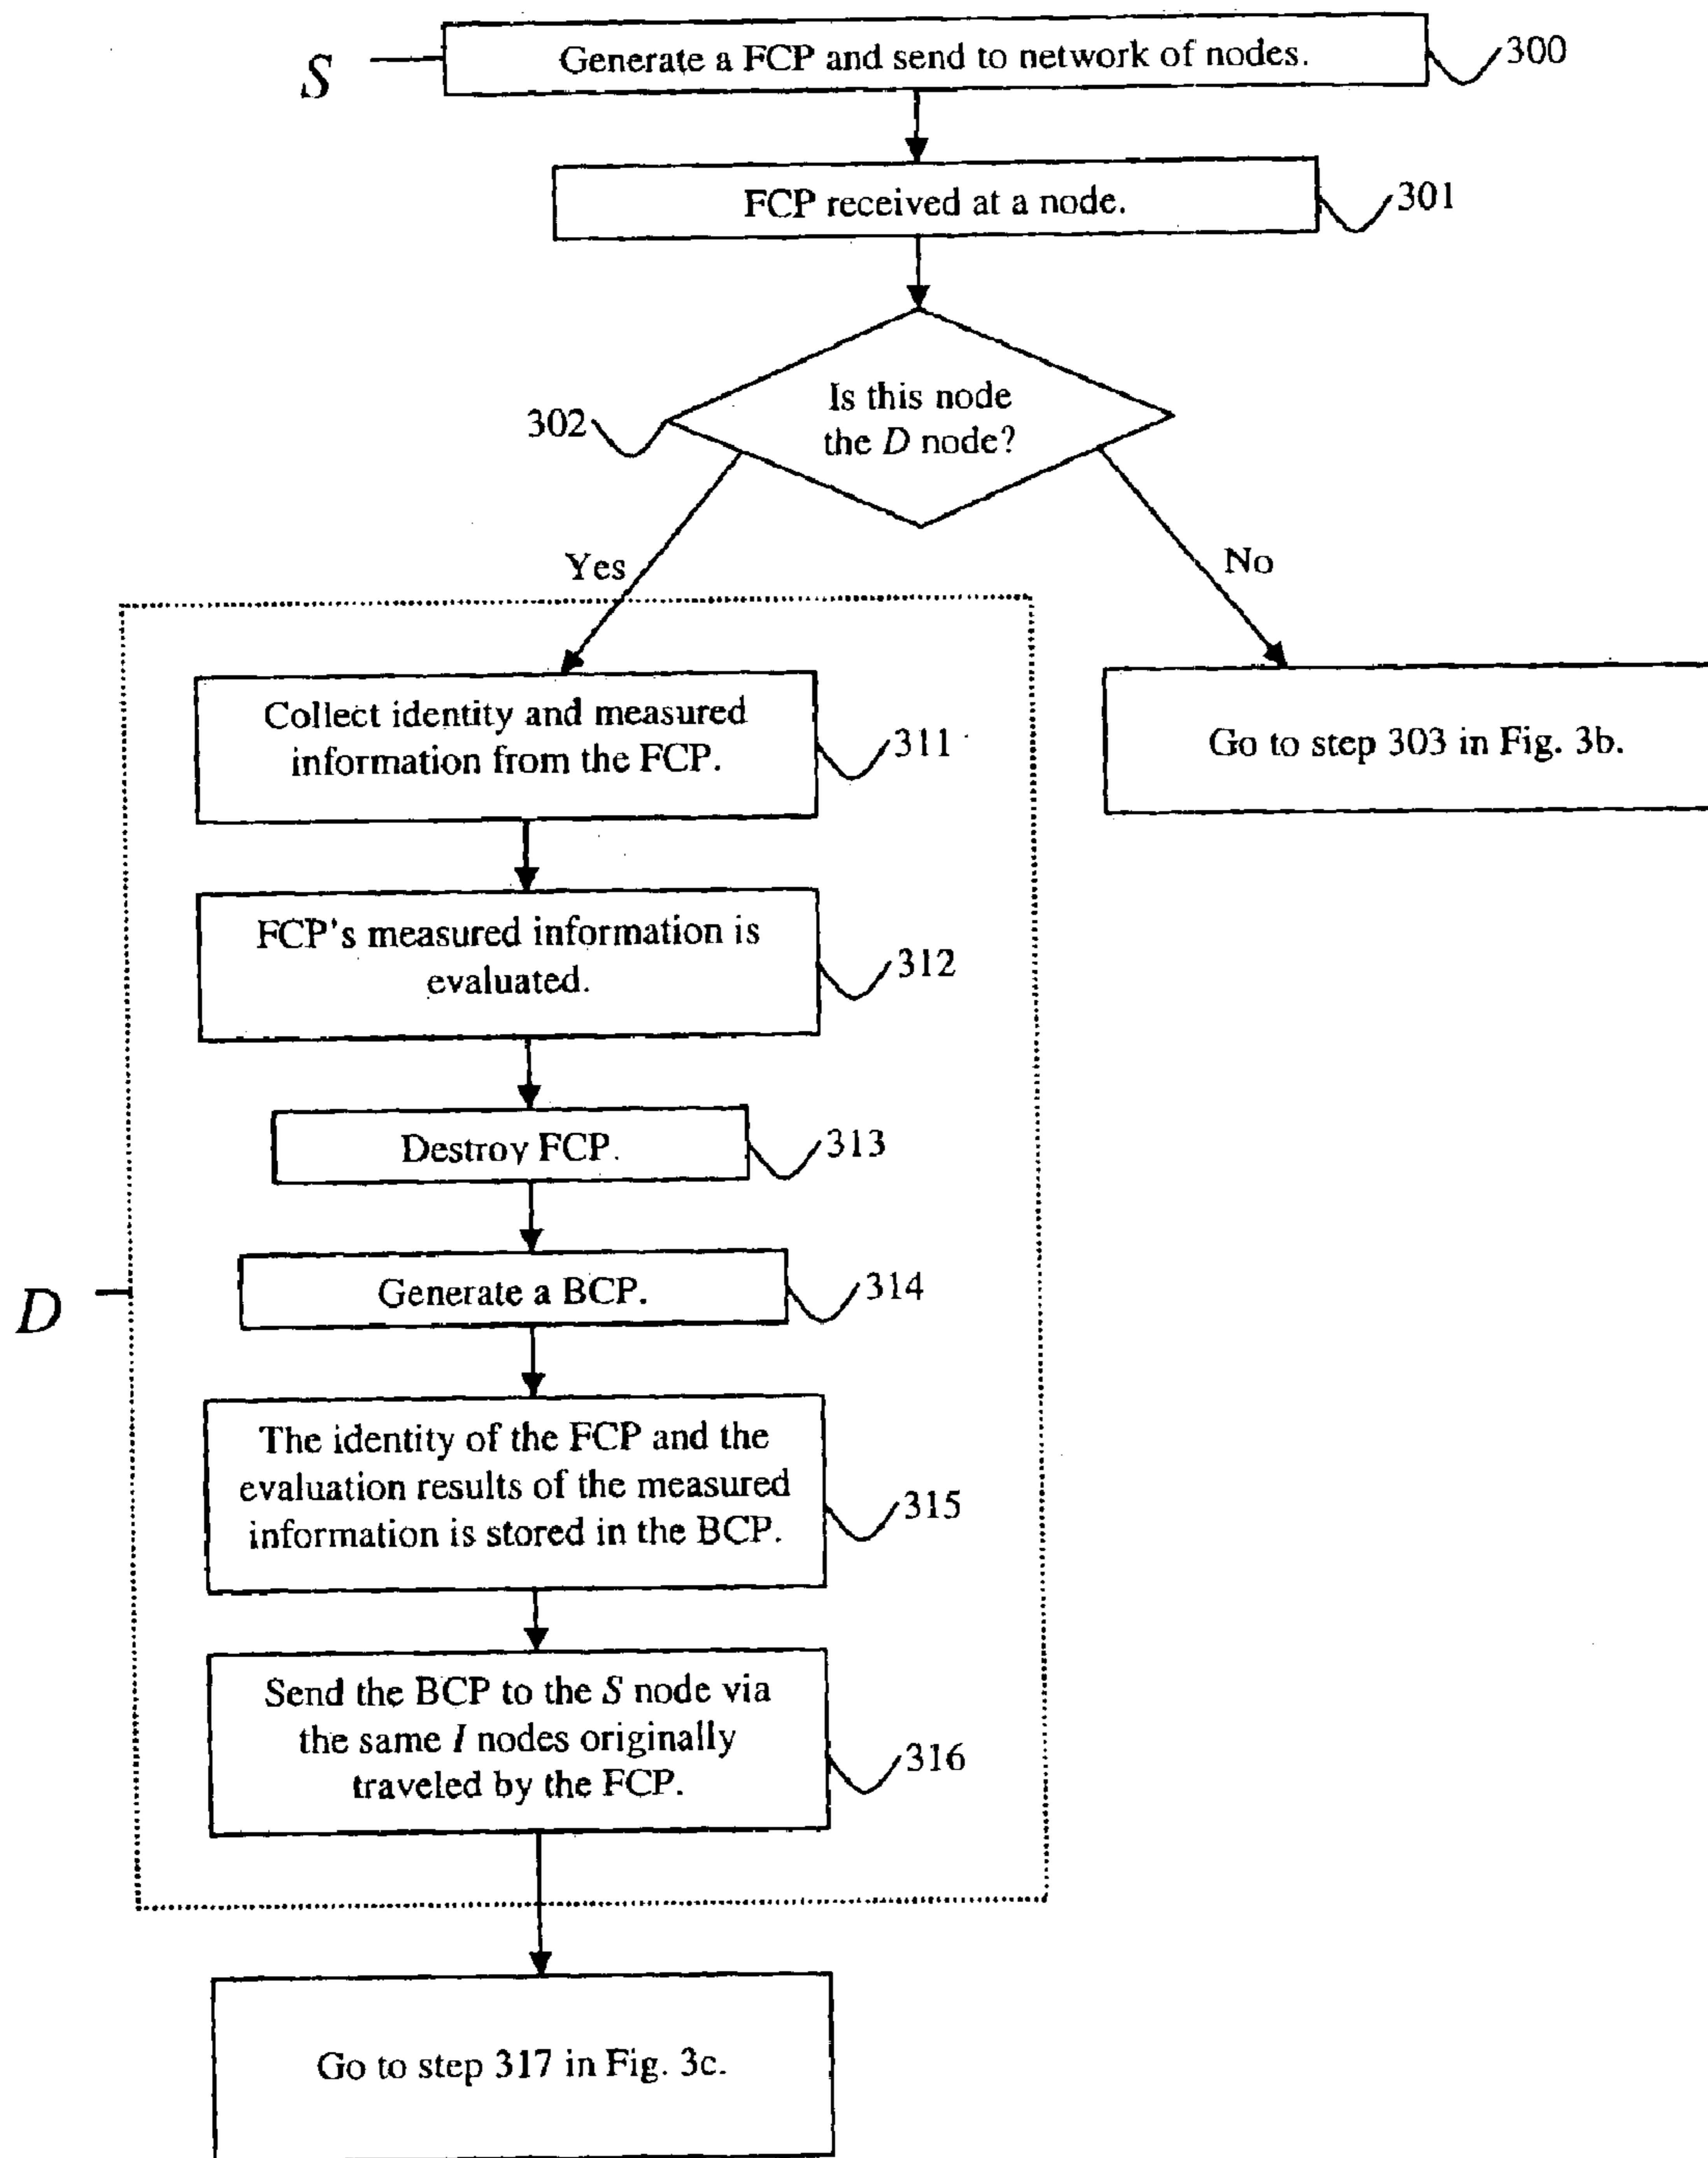 S
Generate a FCP and send to network of nodes.
300
FCP received at a node.
301
Is this node
the D node?
302
Yes
No
Collect identity and measured
information from the FCP.
311
Go to step 303 in Fig. 3b.
FCP's measured information is
evaluated.
312
Destroy FCP.
313
D
Generate a BCP.
314
The identity of the FCP and the
evaluation results of the measured
information is stored in the BCP.
315
Send the BCP to the S node via
the same I nodes originally
traveled by the FCP.
316
Go to step 317 in Fig. 3c.